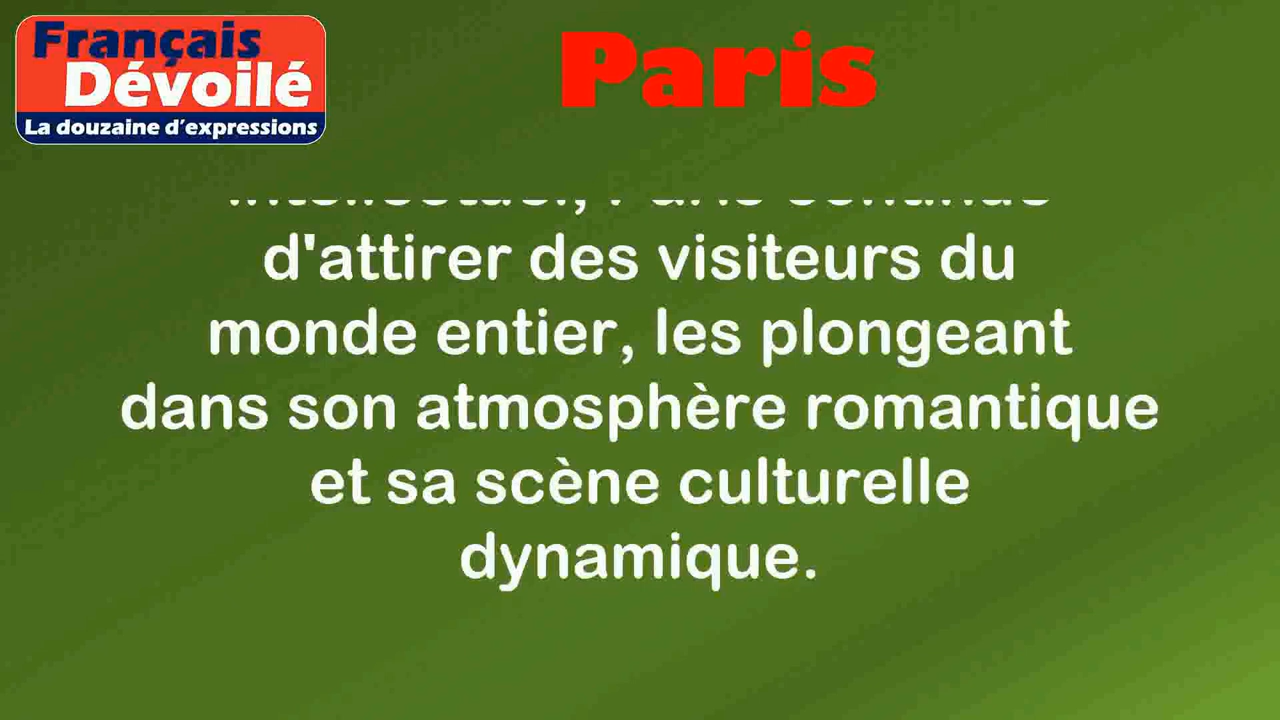 Français
Dévoilé
La douzaine d'expressions
Paris
d'attirer des visiteurs du
monde entier, les plongeant
dans son atmosphère romantique
et sa scène culturelle
dynamique.